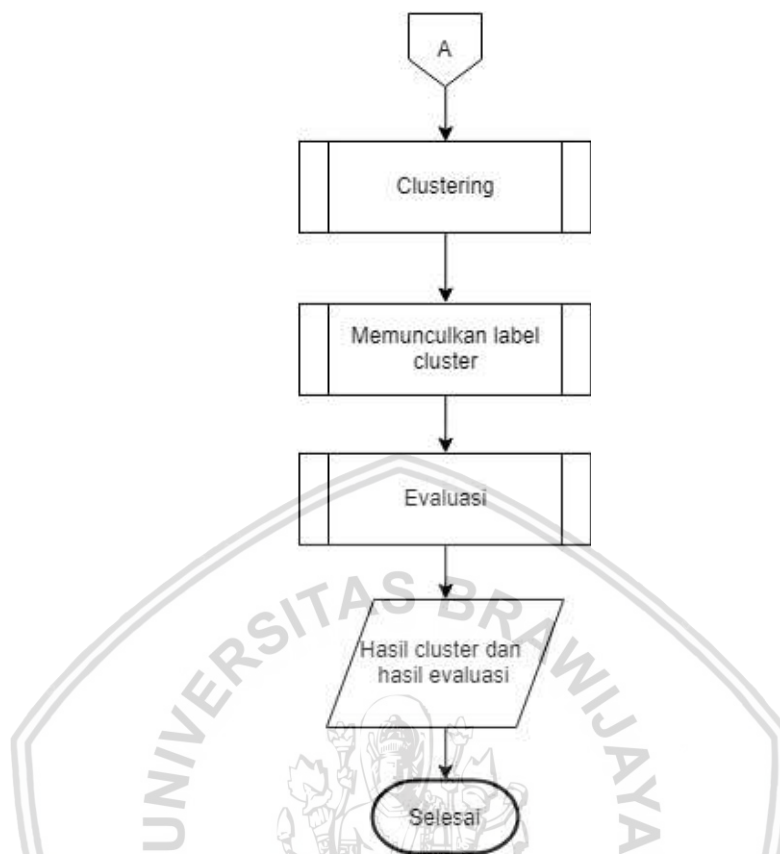 A
Clustering
Memunculkan label
cluster
Evaluasi
Hasil cluster dan
hasil evaluasi
Selesai
UNIVERSITAS BRAWIJAYA